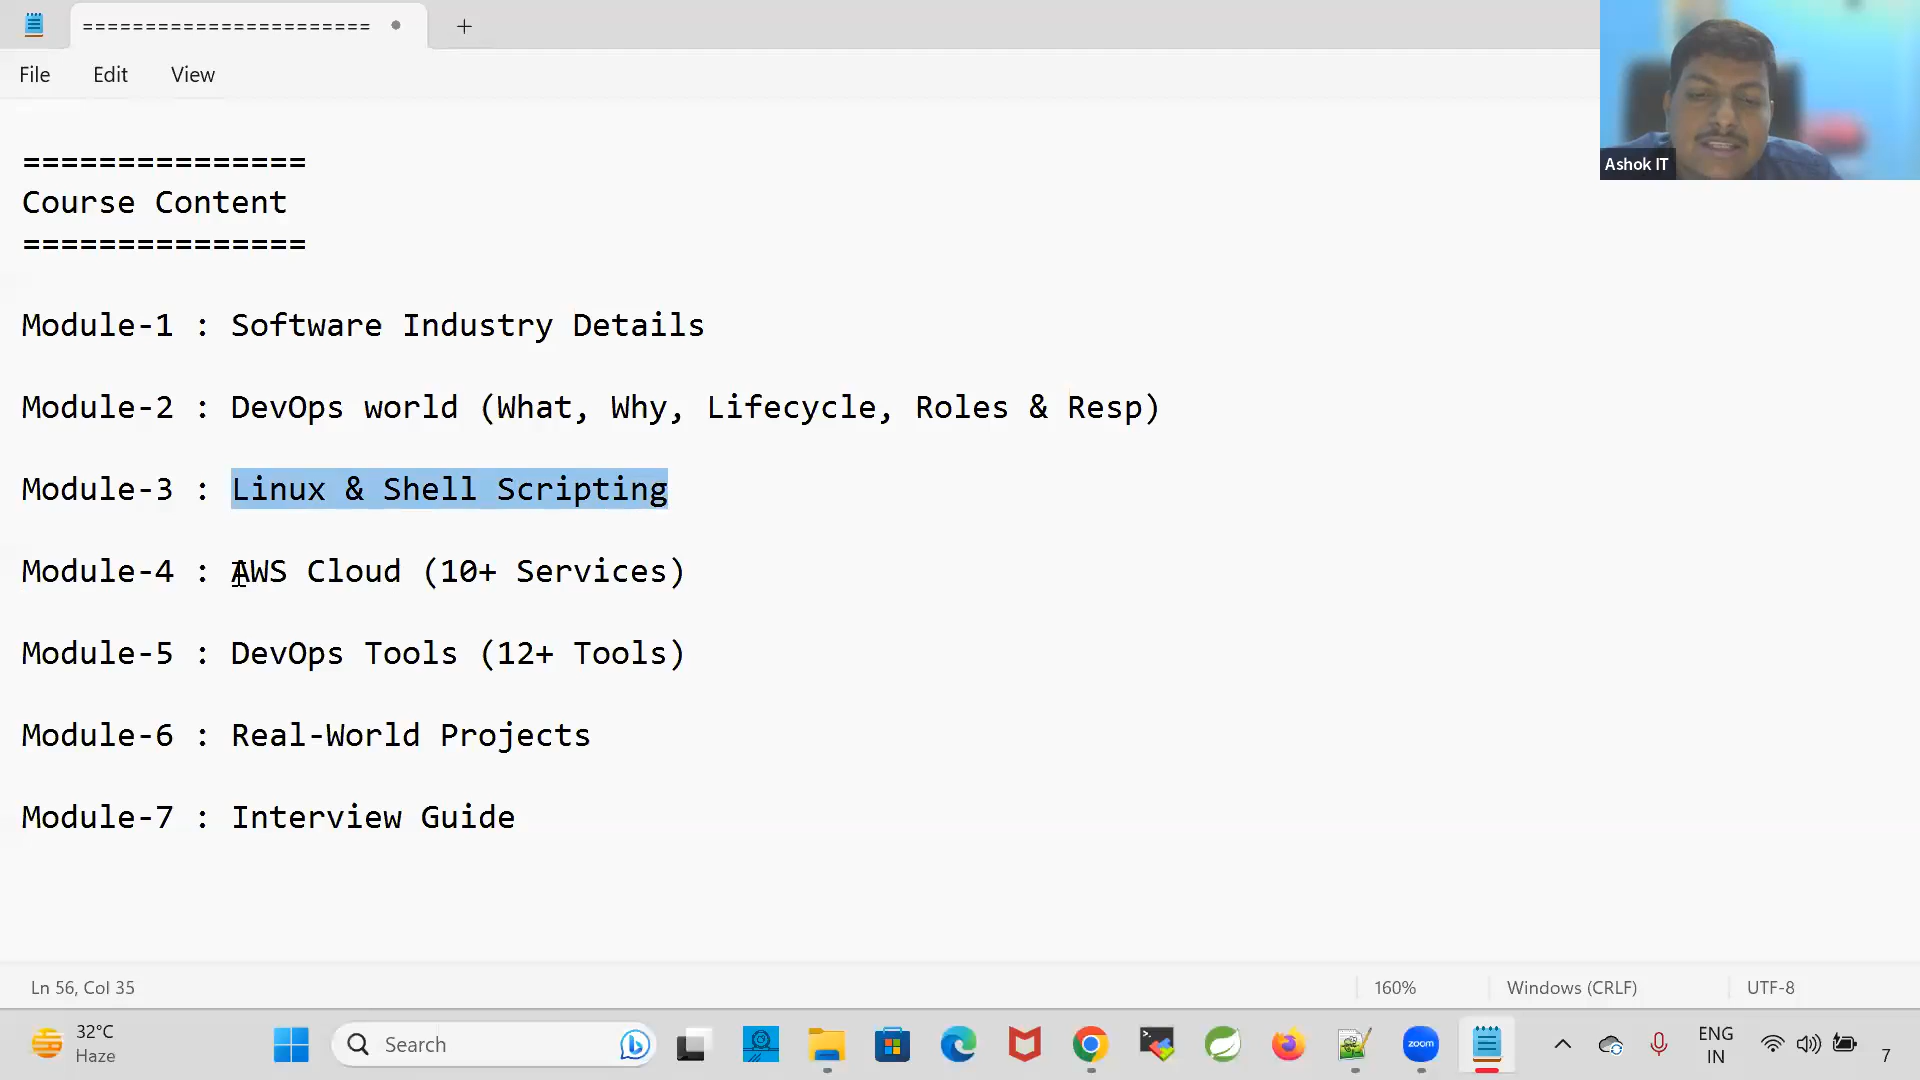 =======================
File Edit View
Ashok IT
===============
Course Content
===============
Module-1 : Software Industry Details
Module-2 : DevOps world (What, Why, Lifecycle, Roles & Resp)
Module-3 : Linux & Shell Scripting
Module-4 : AWS Cloud (10+ Services)
Module-5 : DevOps Tools (12+ Tools)
Module-6 : Real-World Projects
Module-7 : Interview Guide
Ln 56, Col 35 160% Windows (CRLF) UTF-8
32°C
Haze
Search
zoom
ENG
IN
7